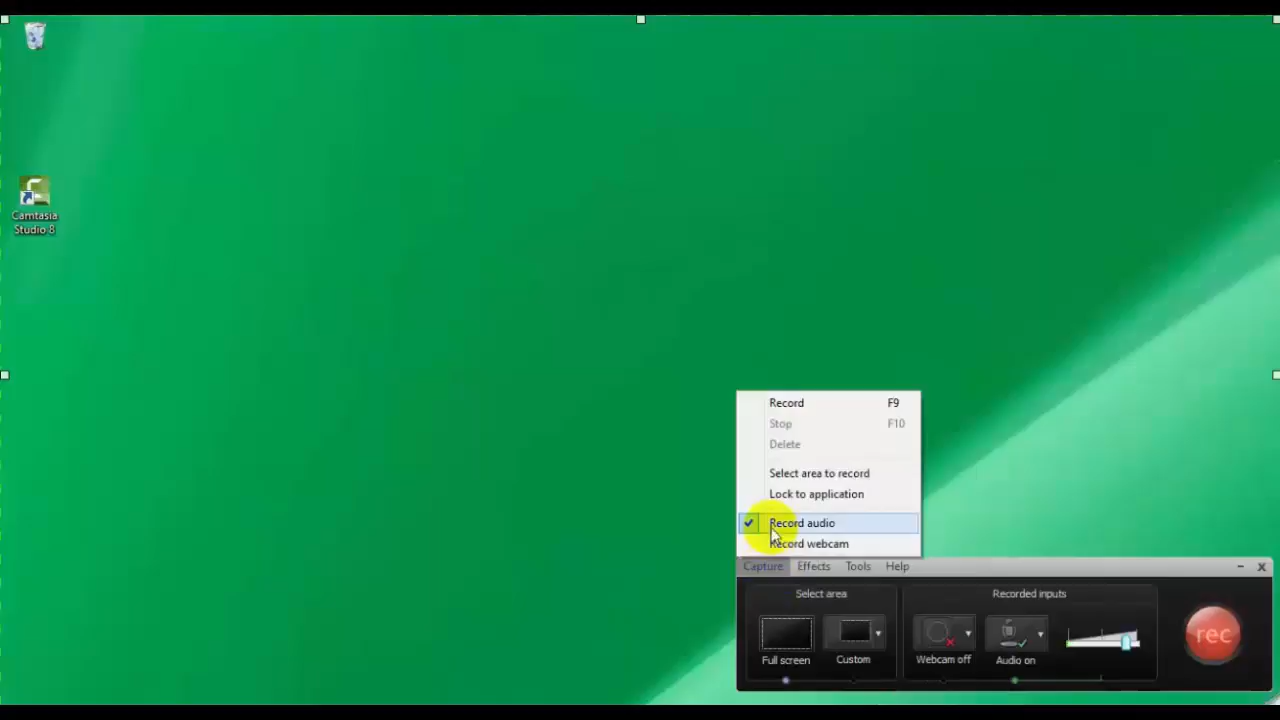 Camtasia
Studio 8
Record F9
Stop F10
Delete
Select area to record
Lock to application
Record audio
Record webcam
Capture Effects Tools Help
Select area Recorded inputs
Full screen Custom Webcam off Audio on rec